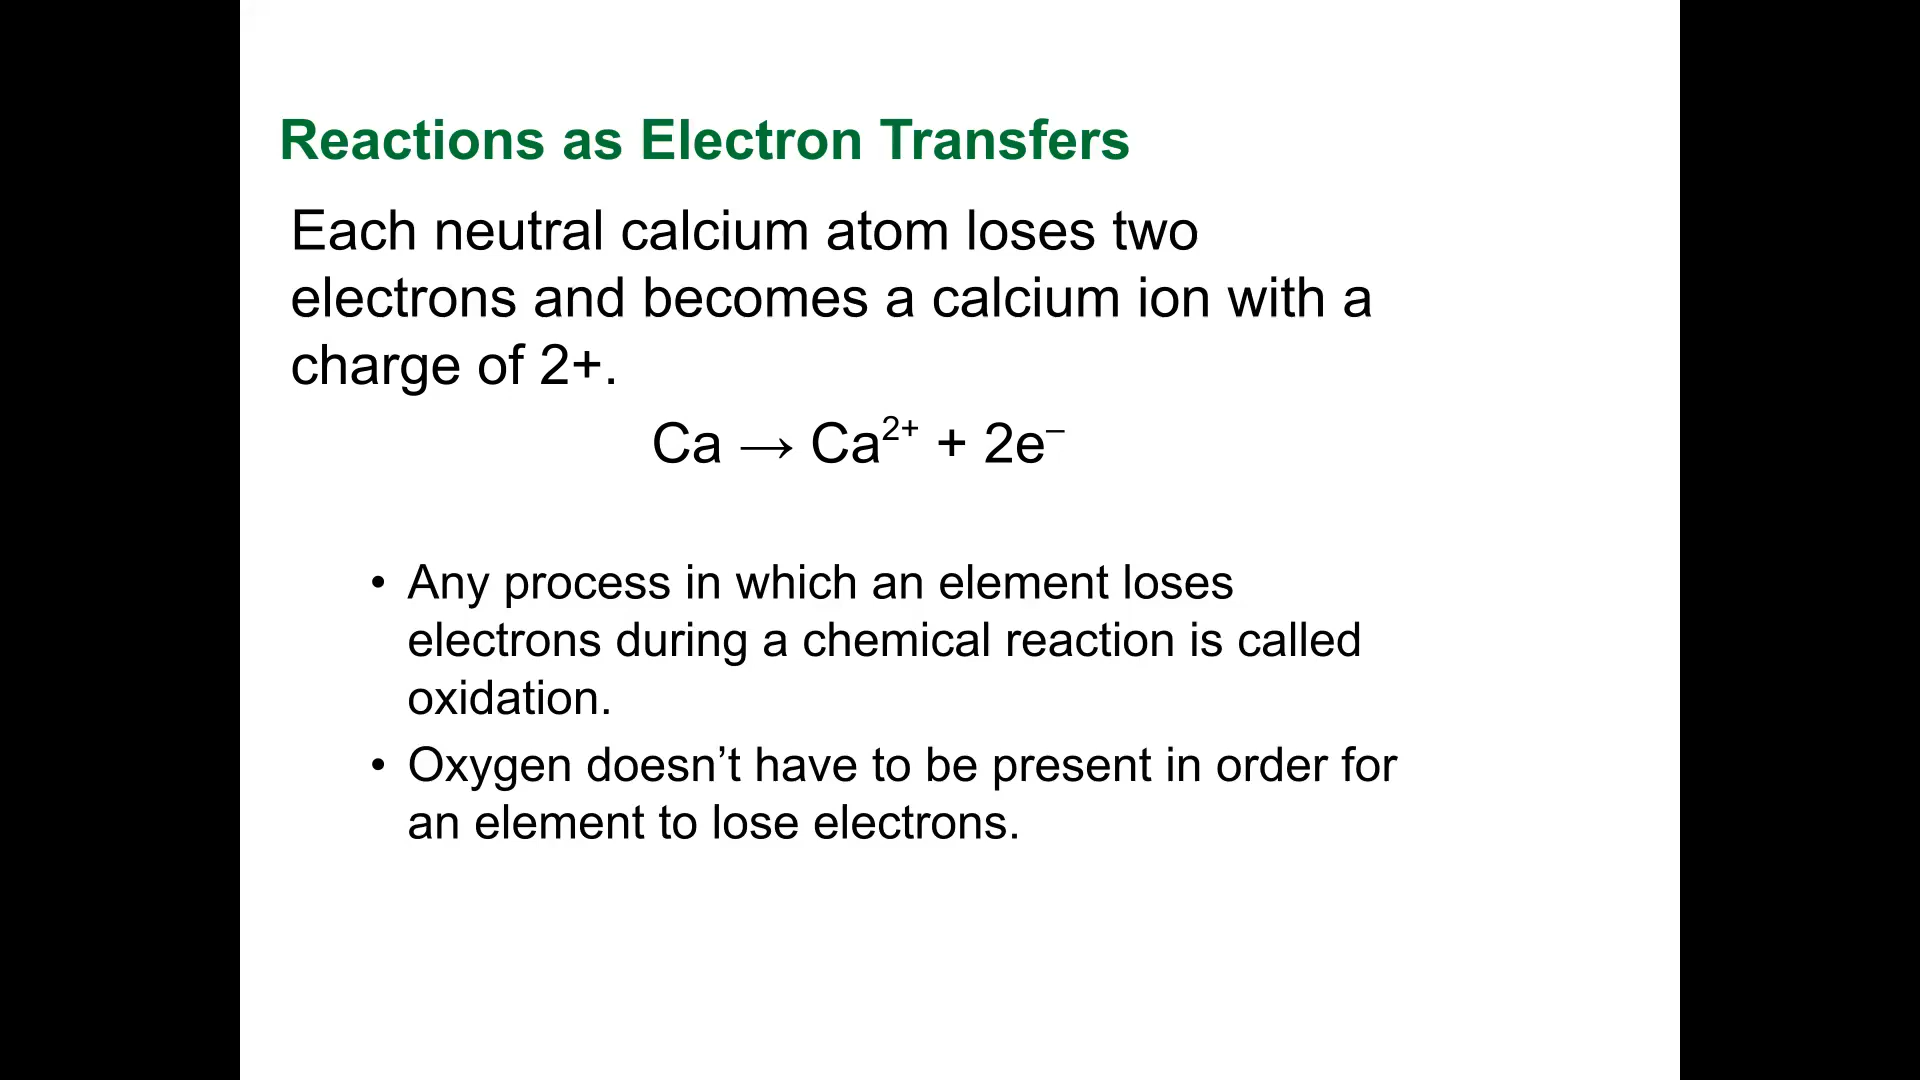 Reactions as Electron Transfers
Each neutral calcium atom loses two
electrons and becomes a calcium ion with a
charge of 2+.
Ca → Ca²⁺ + 2e⁻
• Any process in which an element loses
electrons during a chemical reaction is called
oxidation.
• Oxygen doesn’t have to be present in order for
an element to lose electrons.